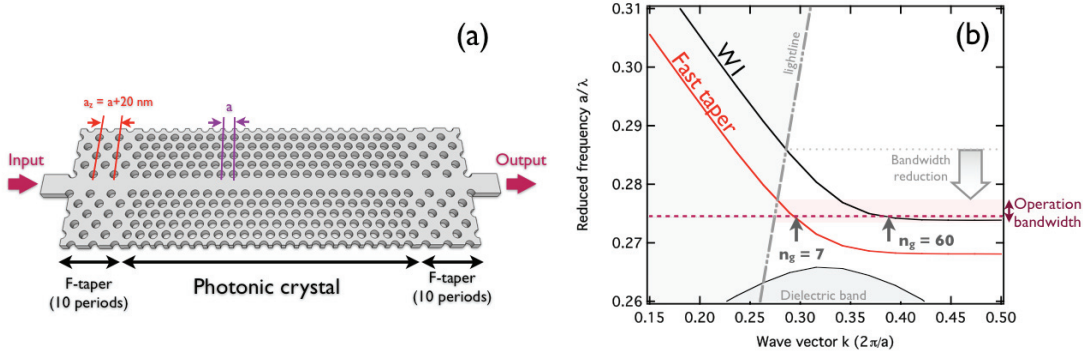 (a)
a_z = a+20 nm
a
Input
Output
F-taper
(10 periods)
Photonic crystal
F-taper
(10 periods)
(b)
Reduced frequency a/λ
0.31
0.30
0.29
0.28
0.27
0.26
WI
Fast taper
lightline
Bandwidth
reduction
Operation
bandwidth
n_g = 7
n_g = 60
Dielectric band
0.15 0.20 0.25 0.30 0.35 0.40 0.45 0.50
Wave vector k (2π/a)